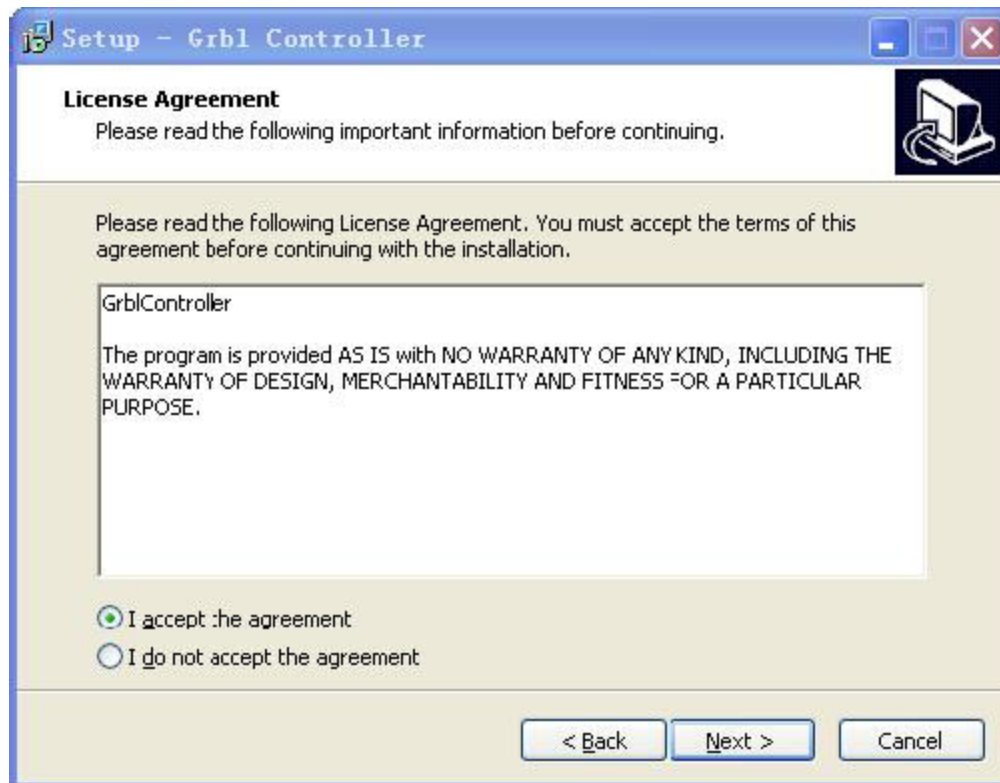 Setup - Grbl Controller
License Agreement
Please read the following important information before continuing.
Please read the following License Agreement. You must accept the terms of this
agreement before continuing with the installation.
GrblController
The program is provided AS IS with NO WARRANTY OF ANY KIND, INCLUDING THE
WARRANTY OF DESIGN, MERCHANTABILITY AND FITNESS FOR A PARTICULAR
PURPOSE.
I accept the agreement
I do not accept the agreement
< Back
Next >
Cancel